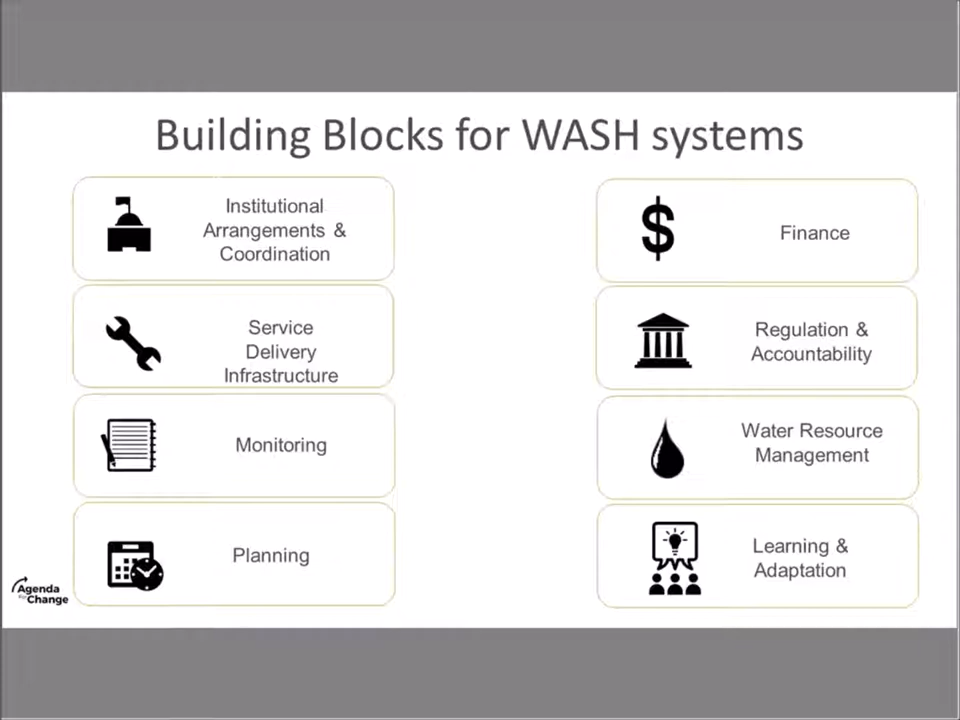 Building Blocks for WASH systems
Institutional
Arrangements &
Coordination
Service
Delivery
Infrastructure
Monitoring
Planning
$
Finance
Regulation &
Accountability
Water Resource
Management
Learning &
Adaptation
Agenda
For
Change